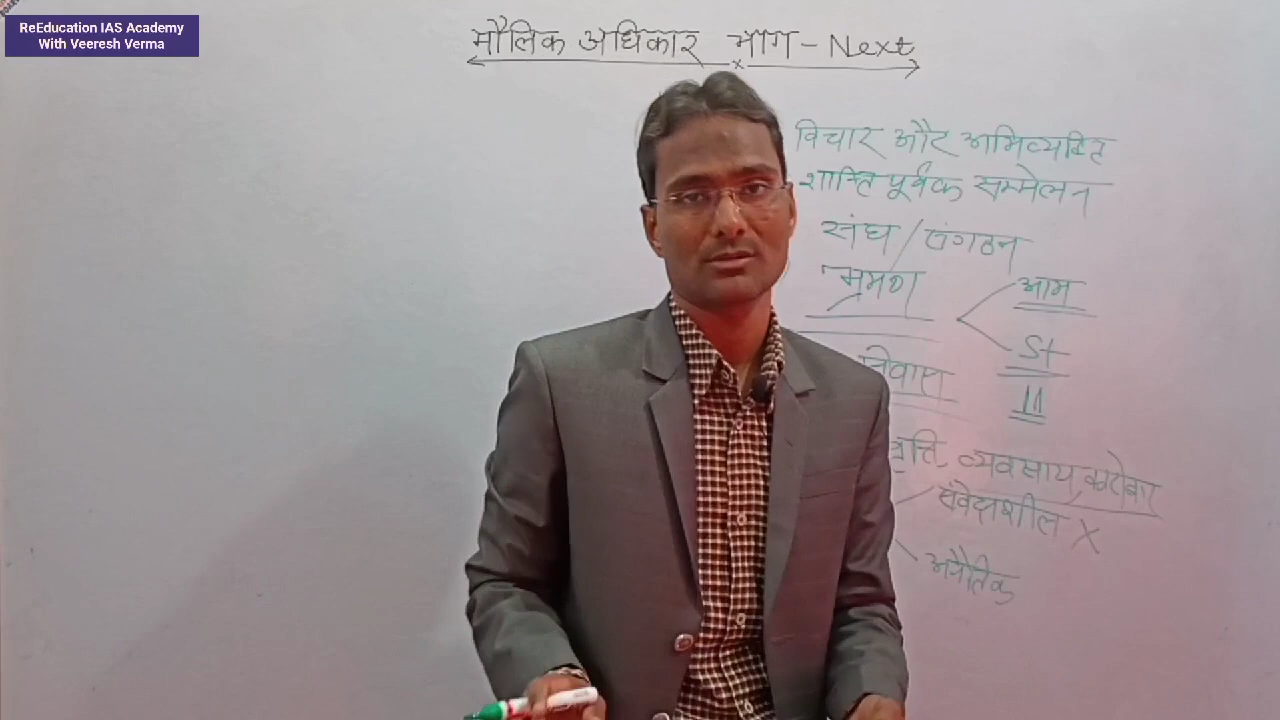 ReEducation IAS Academy
With Veeresh Verma
मौलिक अधिकार भाग - Next
विचार और अभिव्यक्ति
शान्तिपूर्वक सम्मेलन
संघ / संगठन
भ्रमण
आम
St
निवास
||
वृत्ति, व्यवसाय, कारोबार
संवेदनशील X
अनैतिक